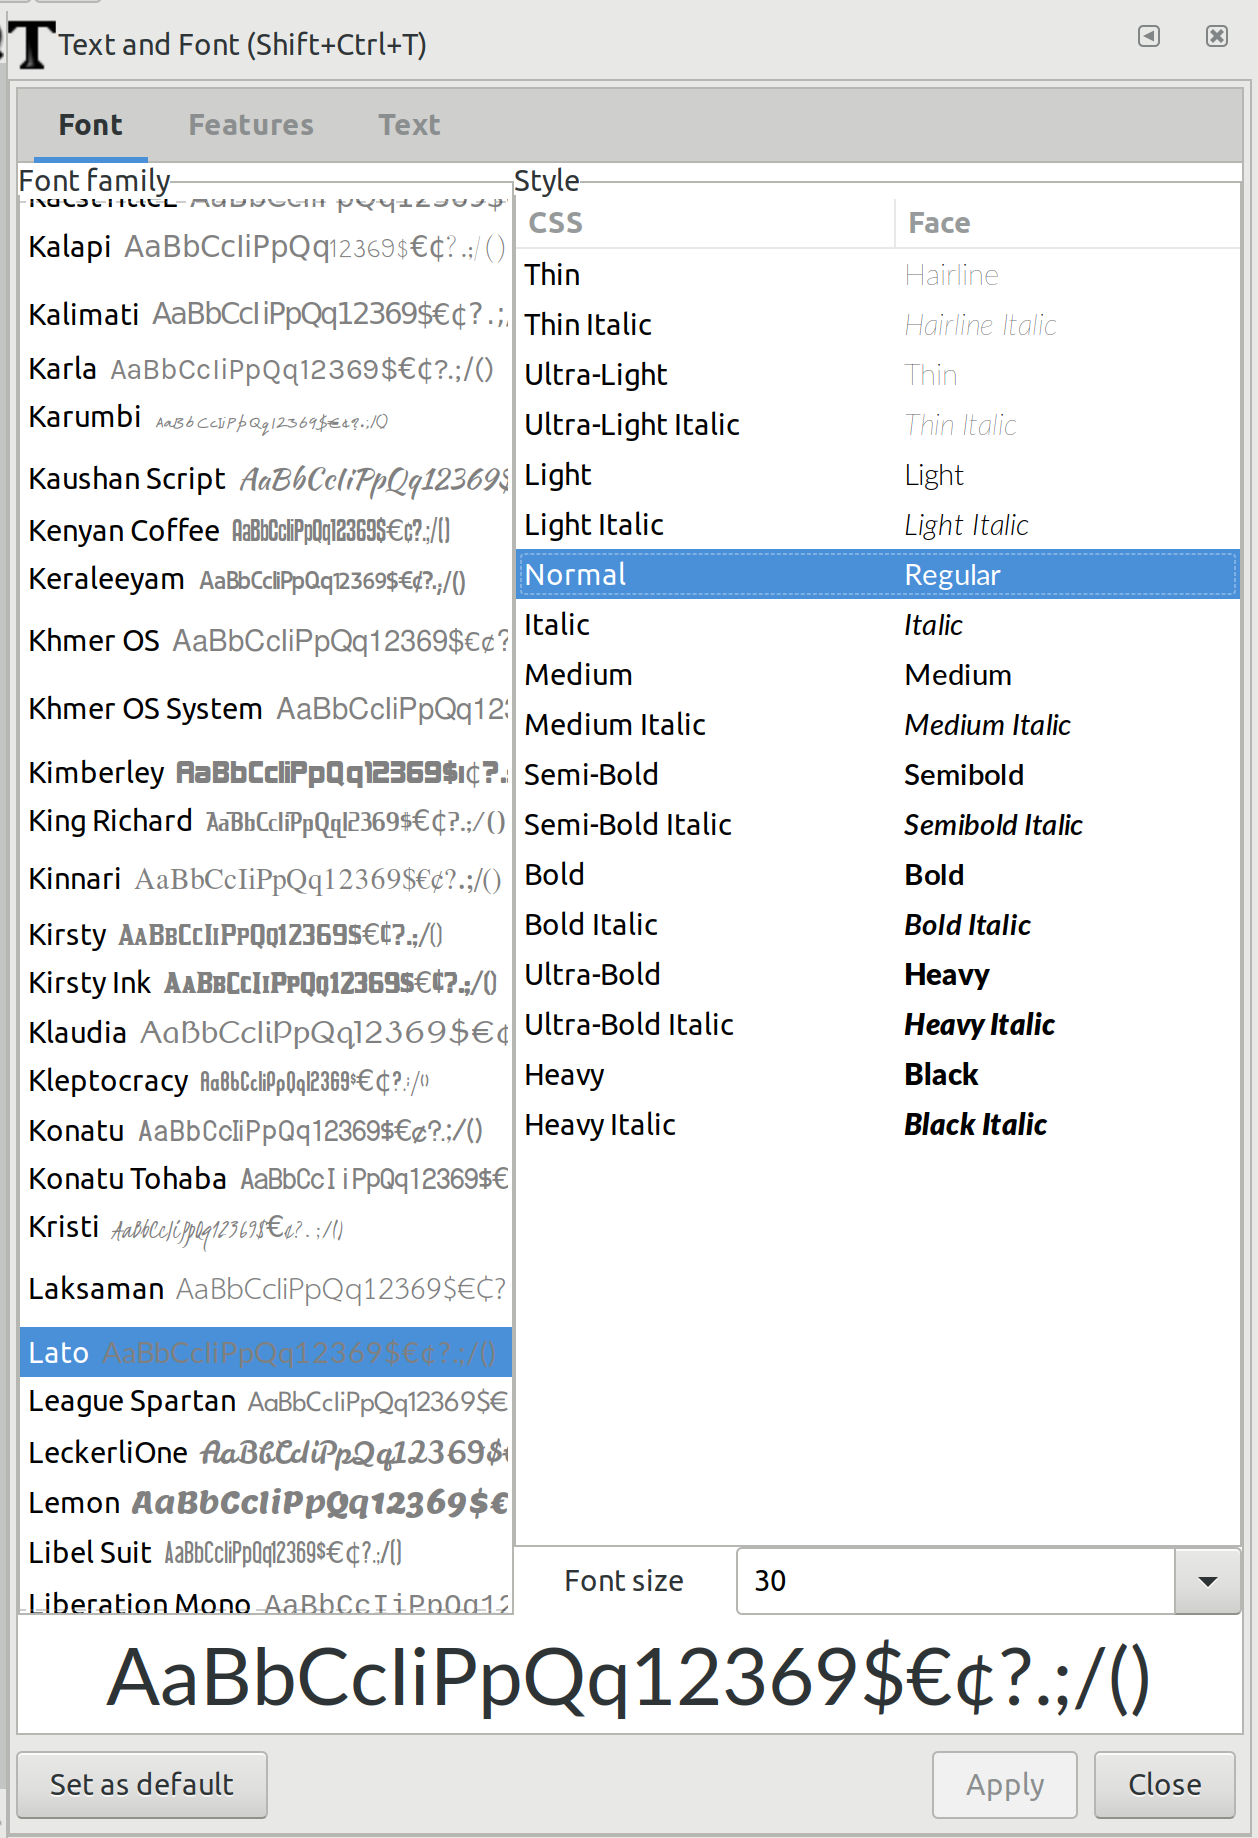 Text and Font (Shift+Ctrl+T)
Font Features Text
Font family
Kalapi AaBbCcIiPpQq12369$€¢?.;/()
Kalimati AaBbCcIiPpQq12369$€¢?.;/
Karla AaBbCcIiPpQq12369$€¢?.;/()
Karumbi AaBbCcIiPpQq12369$€¢?.;/()
Kaushan Script AaBbCcIiPpQq12369$
Kenyan Coffee AaBbCcIiPpQq12369$€¢?.;/()
Keraleeyam AaBbCcIiPpQq12369$€¢?.;/()
Khmer OS AaBbCcIiPpQq12369$€¢?
Khmer OS System AaBbCcIiPpQq123
Kimberley AaBbCcIiPpQq12369$€¢?.;
King Richard AaBbCcIiPpQq12369$€¢?.;/()
Kinnari AaBbCcIiPpQq12369$€¢?.;/()
Kirsty AaBbCcIiPpQq12369$€¢?.;/()
Kirsty Ink AaBbCcIiPpQq12369$€¢?.;/()
Klaudia AaBbCcIiPpQq12369$€¢
Kleptocracy AaBbCcIiPpQq12369$€¢?.;/()
Konatu AaBbCcIiPpQq12369$€¢?.;/()
Konatu Tohaba AaBbCcIiPpQq12369$€
Kristi AaBbCcIiPpQq12369$€¢?.;/()
Laksaman AaBbCcIiPpQq12369$€¢?
Lato AaBbCcIiPpQq12369$€¢?.;/()
League Spartan AaBbCcIiPpQq12369$€
LeckerliOne AaBbCcIiPpQq12369$€
Lemon AaBbCcIiPpQq12369$€
Libel Suit AaBbCcIiPpQq12369$€¢?.;/()
Liberation Mono AaBbCcIiPpQq12
Style
CSS Face
Thin Hairline
Thin Italic Hairline Italic
Ultra-Light Thin
Ultra-Light Italic Thin Italic
Light Light
Light Italic Light Italic
Normal Regular
Italic Italic
Medium Medium
Medium Italic Medium Italic
Semi-Bold Semibold
Semi-Bold Italic Semibold Italic
Bold Bold
Bold Italic Bold Italic
Ultra-Bold Heavy
Ultra-Bold Italic Heavy Italic
Heavy Black
Heavy Italic Black Italic
Font size 30
AaBbCcIiPpQq12369$€¢?.;/()
Set as default Apply Close